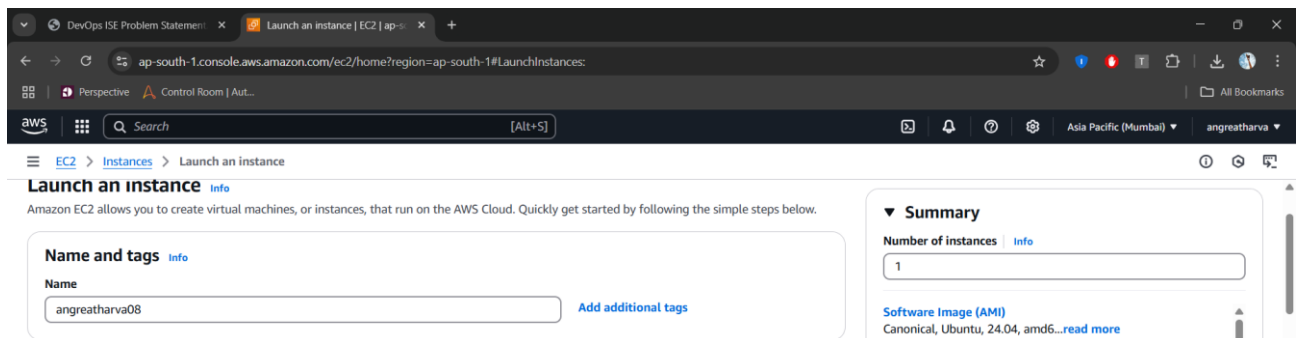 DevOps ISE Problem Statement
Launch an instance | EC2 | ap-s
ap-south-1.console.aws.amazon.com/ec2/home?region=ap-south-1#LaunchInstances:
Perspective
Control Room | Aut...
All Bookmarks
aws
Search
[Alt+S]
Asia Pacific (Mumbai)
angreatharva
EC2 > Instances > Launch an instance
Launch an instance Info
Amazon EC2 allows you to create virtual machines, or instances, that run on the AWS Cloud. Quickly get started by following the simple steps below.
Name and tags Info
Name
angreatharva08
Add additional tags
Summary
Number of instances Info
1
Software Image (AMI)
Canonical, Ubuntu, 24.04, amd6...read more